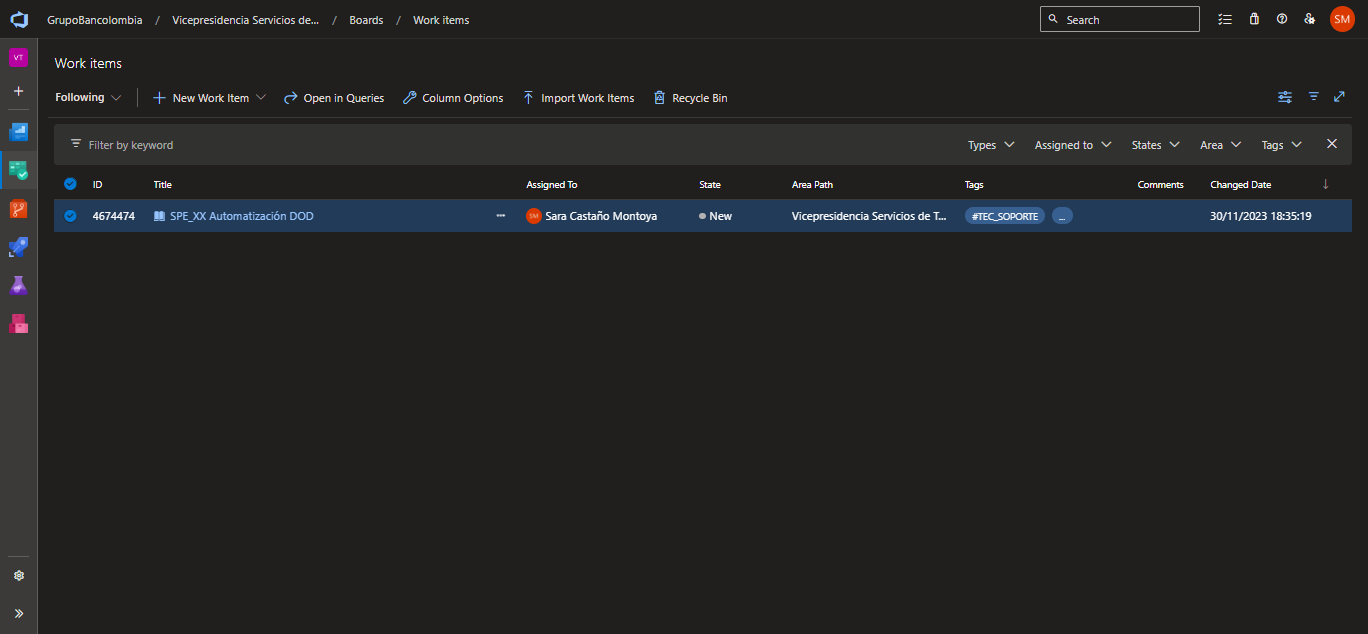 GrupoBancolombia / Vicepresidencia Servicios de... / Boards / Work items Search SM
VT
Work items
Following New Work Item Open in Queries Column Options Import Work Items Recycle Bin
Filter by keyword Types Assigned to States Area Tags
ID Title Assigned To State Area Path Tags Comments Changed Date
4674474 SPE_XX Automatización DOD ... SM Sara Castaño Montoya New Vicepresidencia Servicios de T... #TEC_SOPORTE ... 30/11/2023 18:35:19